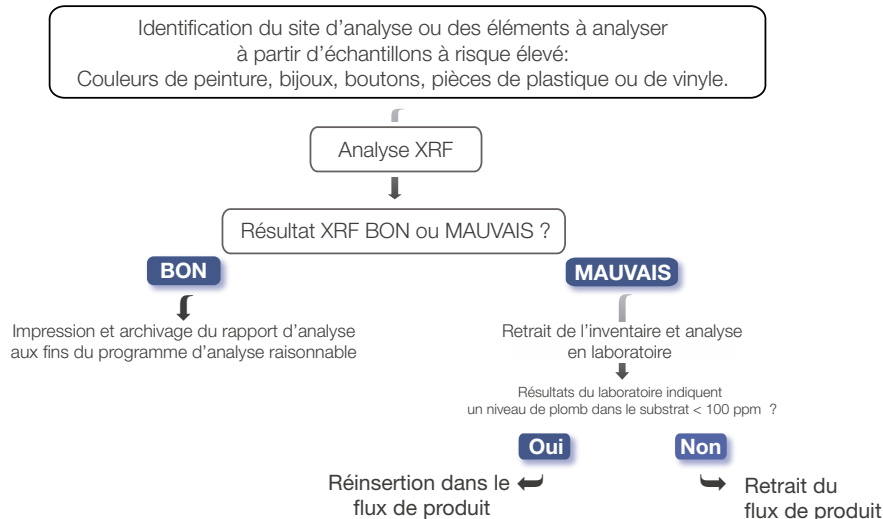 Identification du site d'analyse ou des éléments à analyser
à partir d'échantillons à risque élevé:
Couleurs de peinture, bijoux, boutons, pièces de plastique ou de vinyle.
Analyse XRF
Résultat XRF BON ou MAUVAIS ?
BON
MAUVAIS
Impression et archivage du rapport d'analyse
aux fins du programme d'analyse raisonnable
Retrait de l'inventaire et analyse
en laboratoire
Résultats du laboratoire indiquent
un niveau de plomb dans le substrat < 100 ppm ?
Oui
Non
Réinsertion dans le
flux de produit
Retrait du
flux de produit